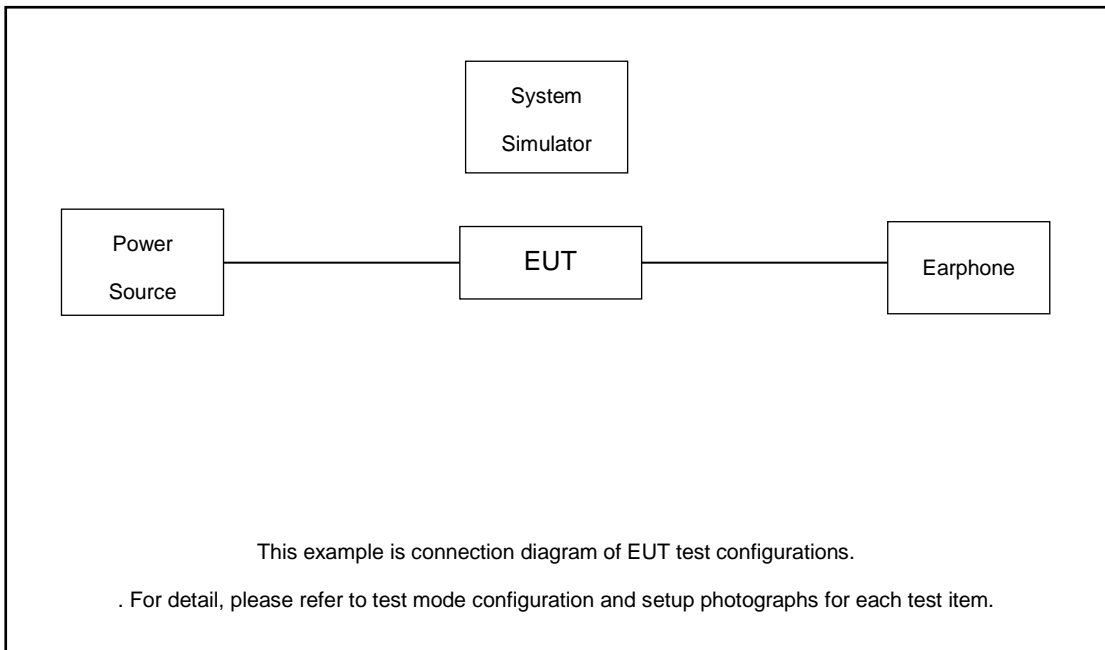 System
Simulator
Power
Source
EUT
Earphone
This example is connection diagram of EUT test configurations.
. For detail, please refer to test mode configuration and setup photographs for each test item.